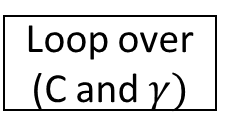 Loop over
(C and γ)